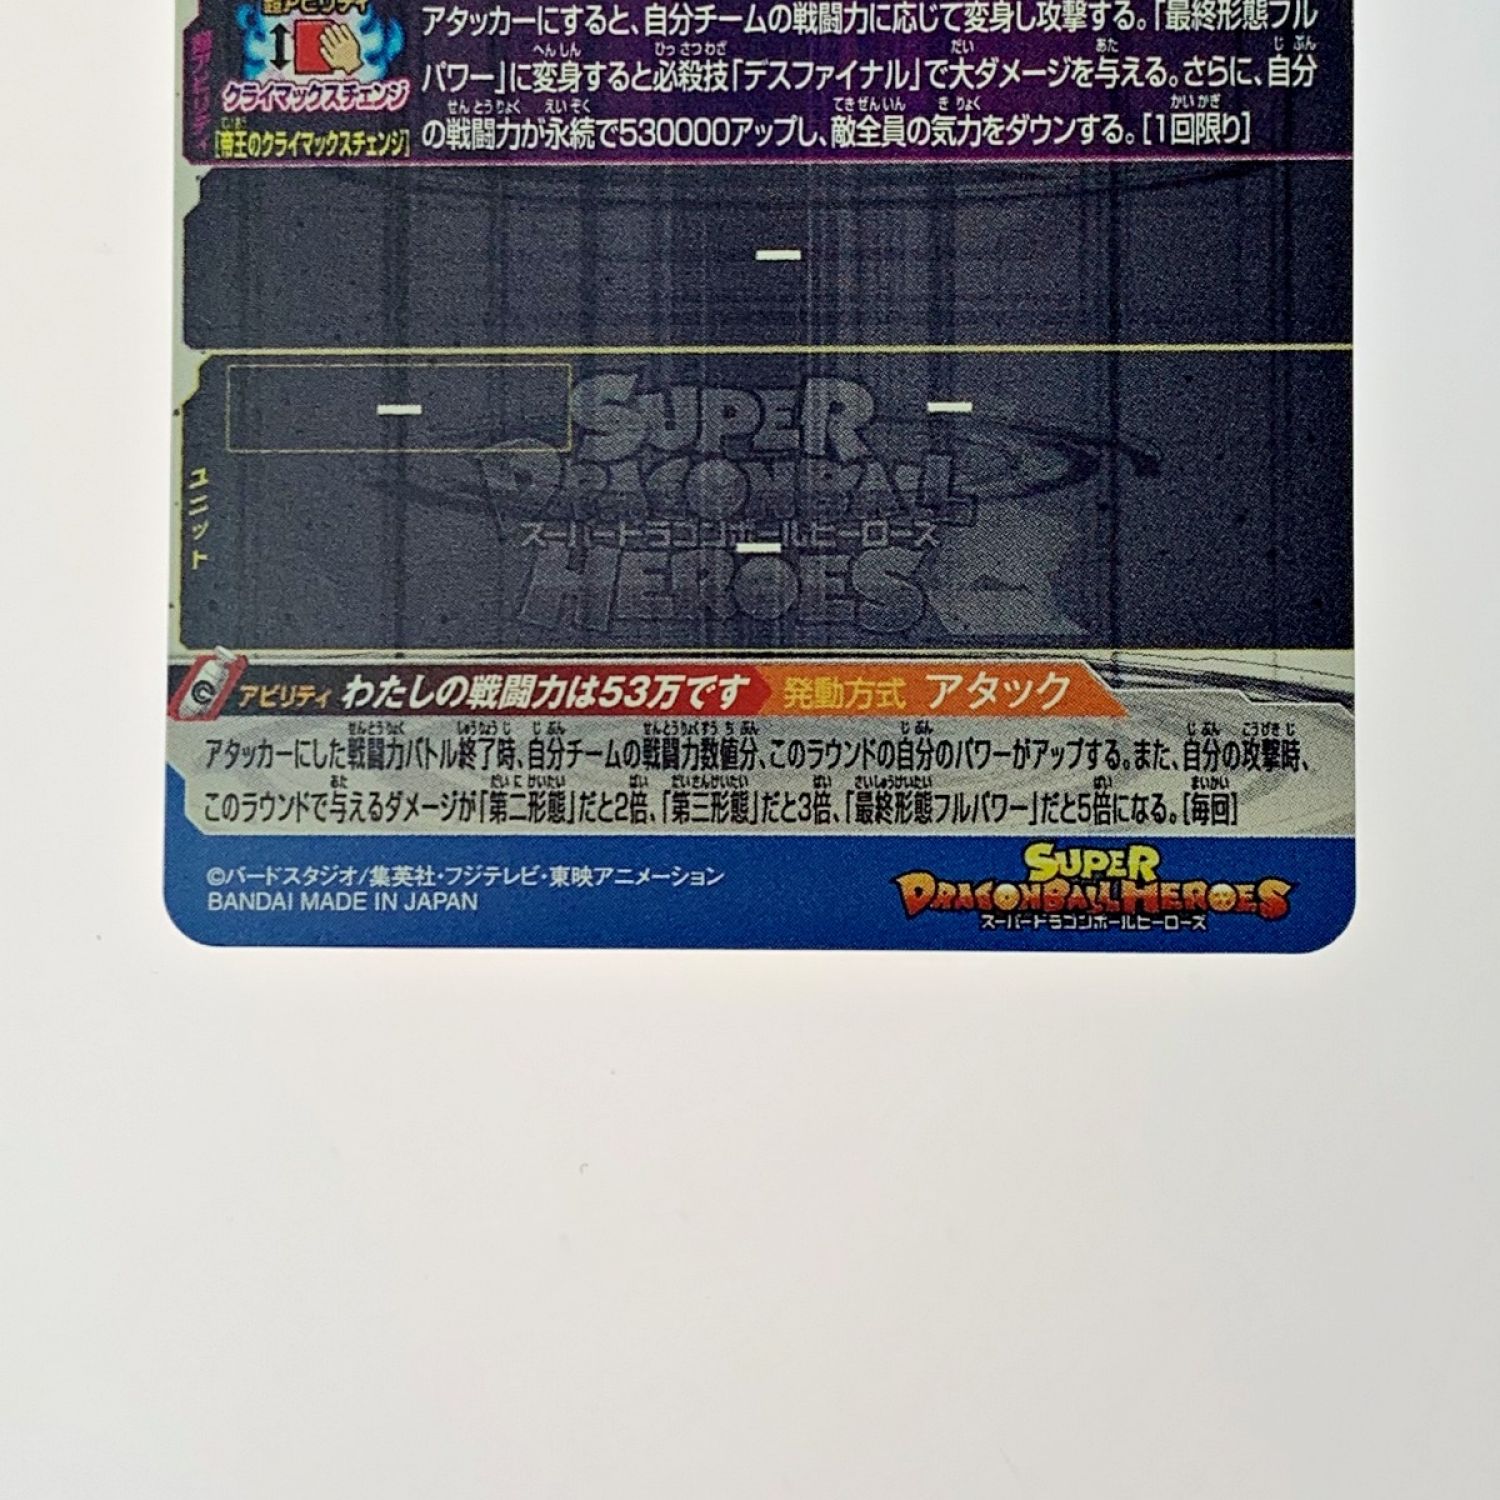 超アビリティ
アタッカーにすると、自分チームの戦闘力に応じて変身し攻撃する。「最終形態フル
パワー」に変身すると必殺技「デスファイナル」で大ダメージを与える。さらに、自分
の戦闘力が永続で530000アップし、敵全員の気力をダウンする。[1回限り]
超アビリティ
クライマックスチェンジ
[帝王のクライマックスチェンジ]
ユニット
SUPER
DRAGONBALL
スーパードラゴンボールヒーローズ
HEROES
アビリティ わたしの戦闘力は53万です 発動方式 アタック
アタッカーにした戦闘力バトル終了時、自分チームの戦闘力数値分、このラウンドの自分のパワーがアップする。また、自分の攻撃時、
このラウンドで与えるダメージが「第二形態」だと2倍、「第三形態」だと3倍、「最終形態フルパワー」だと5倍になる。[毎回]
©バードスタジオ/集英社・フジテレビ・東映アニメーション
BANDAI MADE IN JAPAN
SUPER
DRAGONBALL HEROES
スーパードラゴンボールヒーローズ